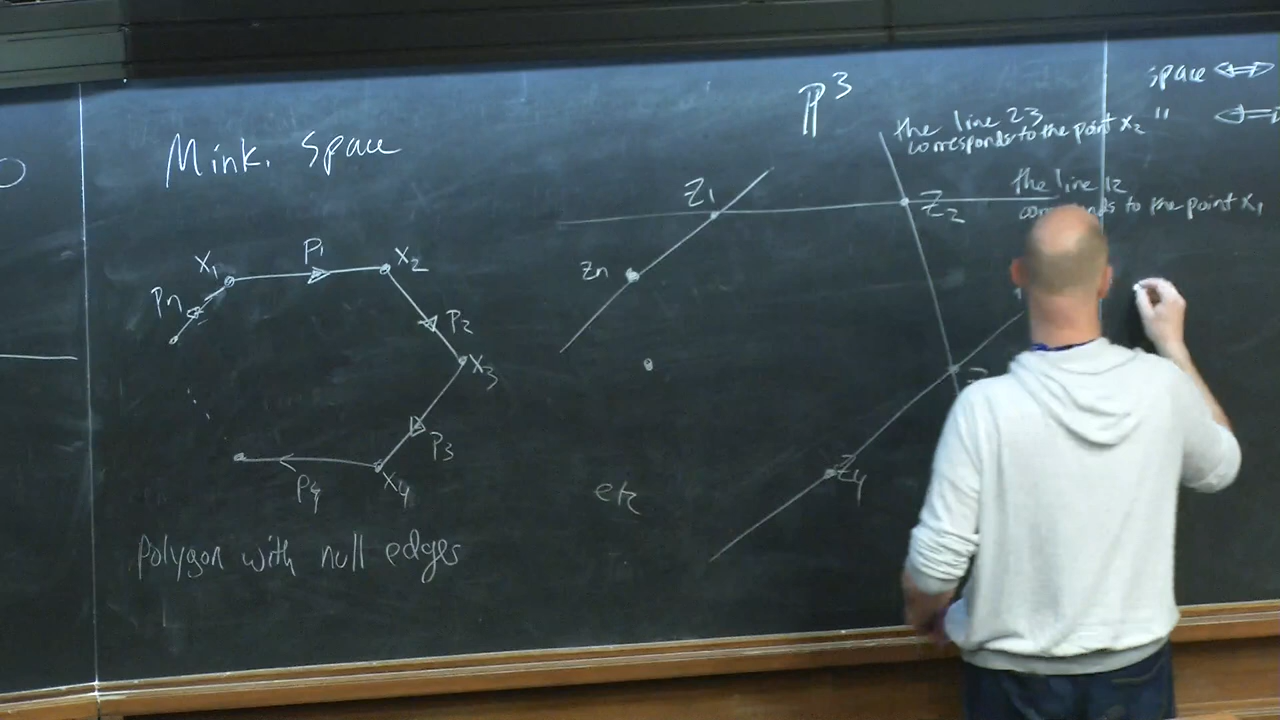 Mink. Space
P1
X1
X2
Pn
P2
X3
P3
X4
P4
Polygon with null edges
ℙ3
space ⟺
" ⟺
the line 23
corresponds to the point X2
the line 12
to the point X1
Z1
Z2
Zn
Z4
etc